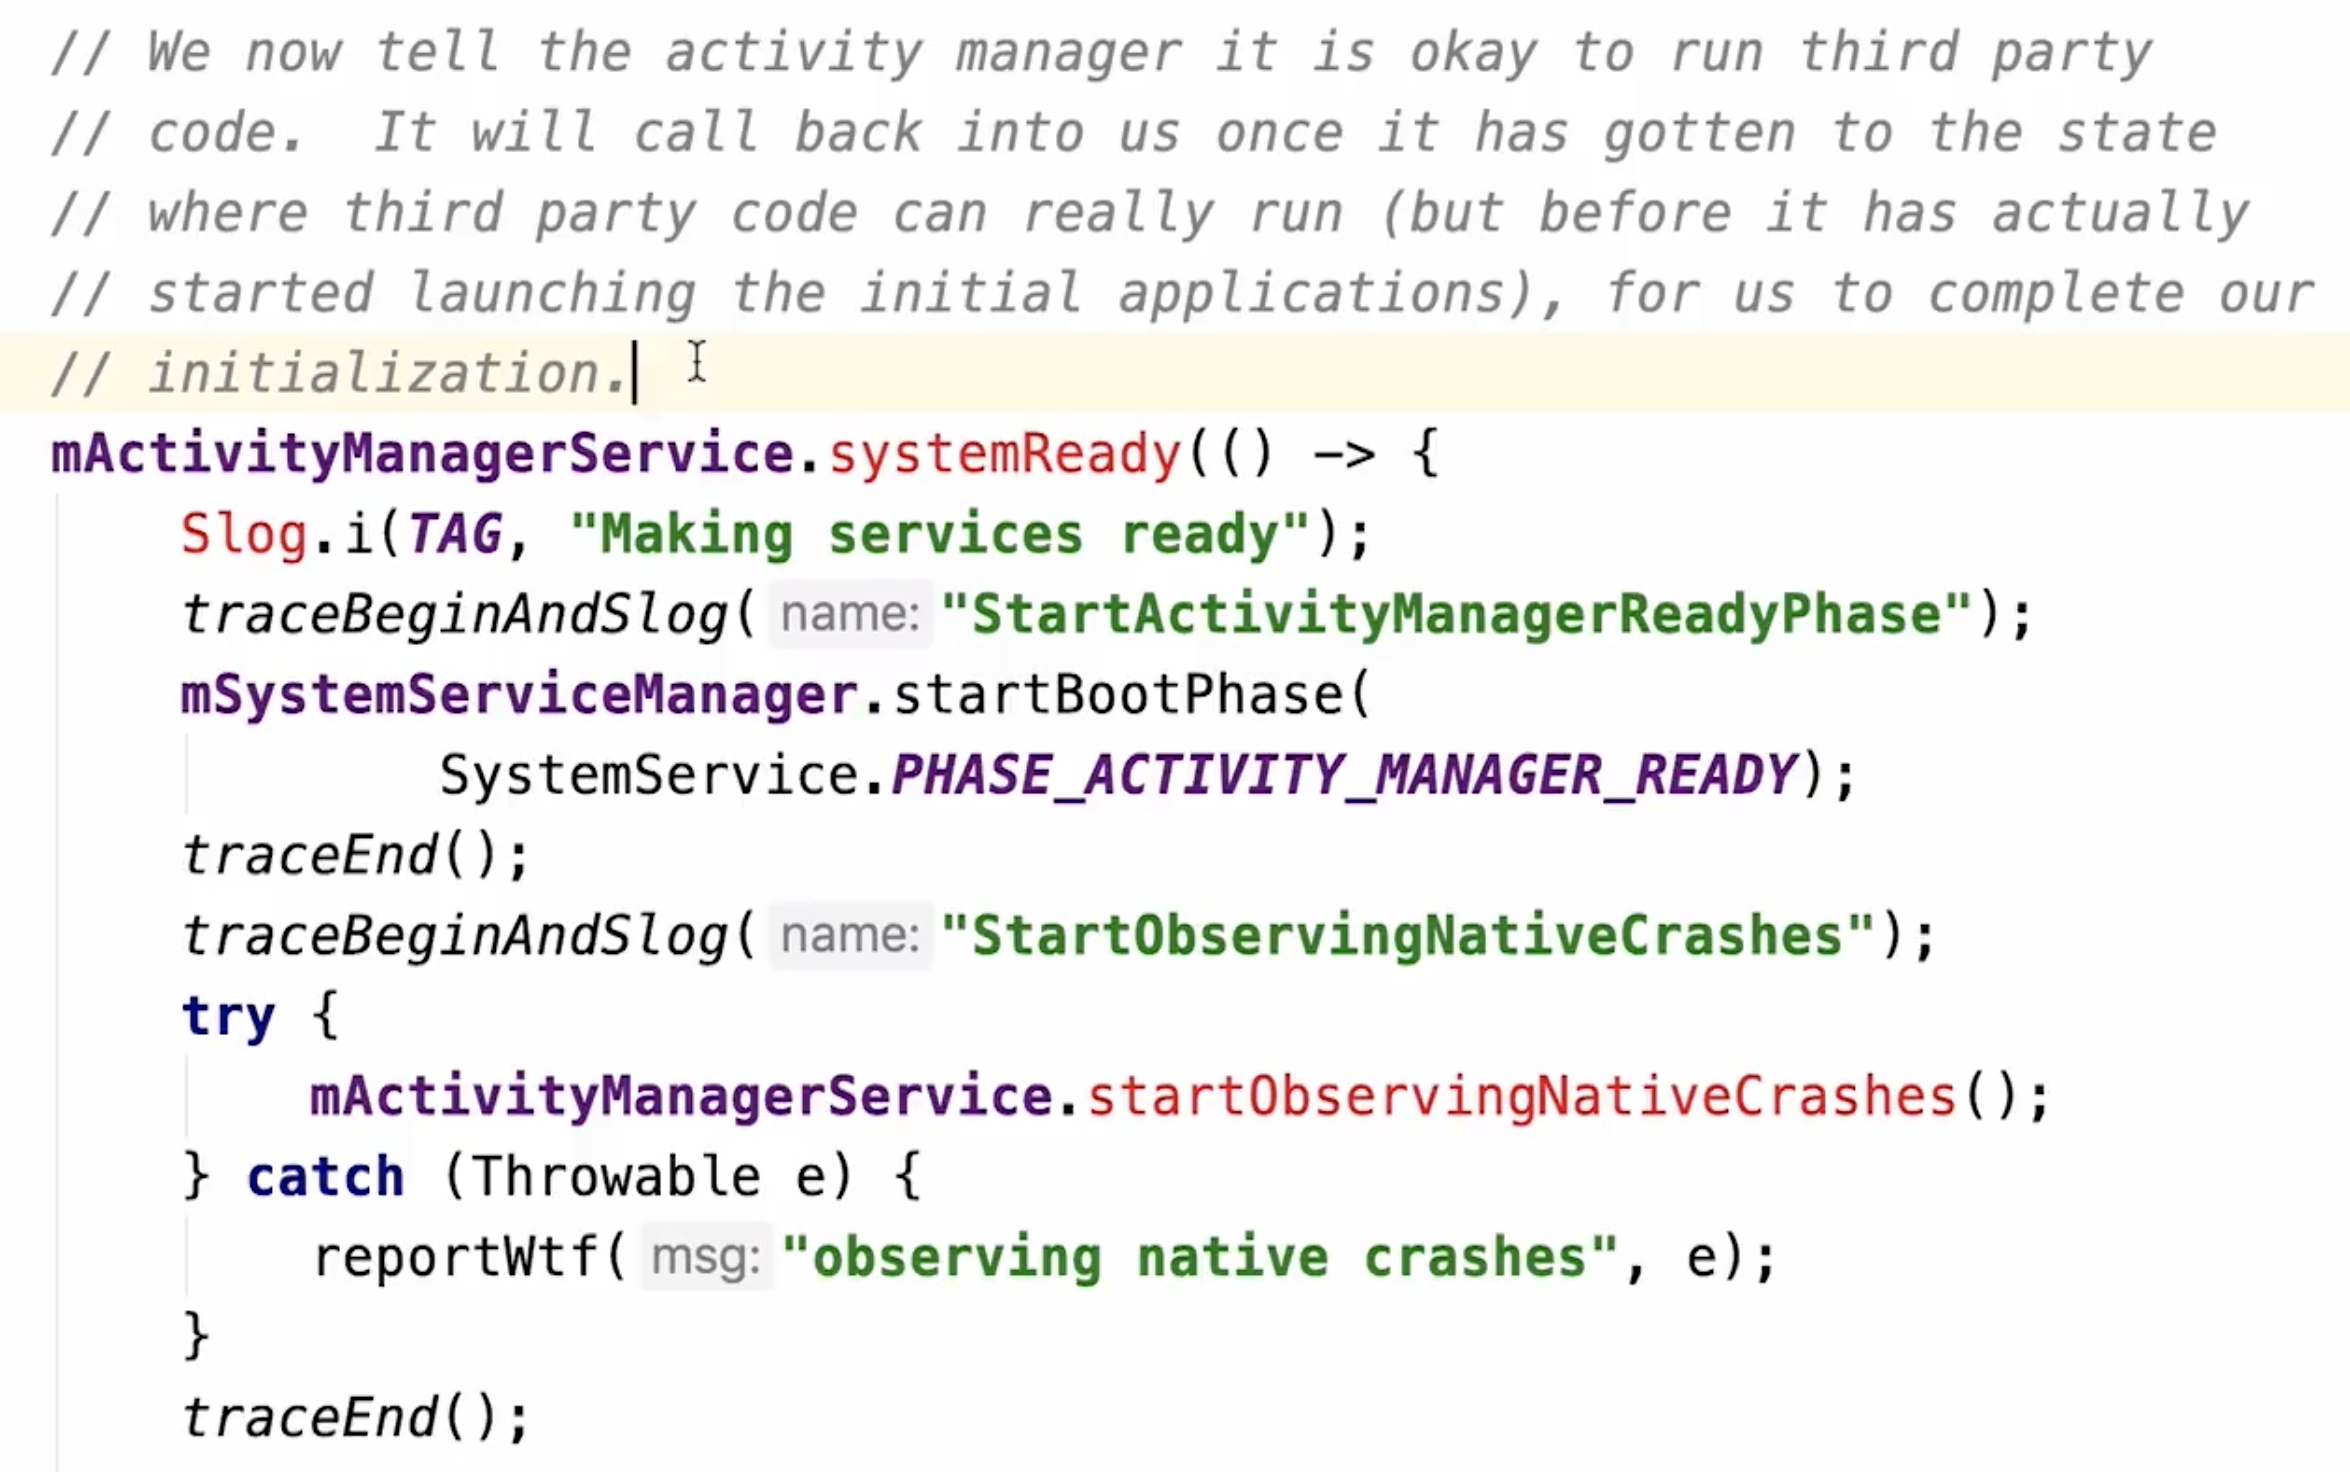 // We now tell the activity manager it is okay to run third party
// code.  It will call back into us once it has gotten to the state
// where third party code can really run (but before it has actually
// started launching the initial applications), for us to complete our
// initialization.
mActivityManagerService.systemReady(() -> {
    Slog.i(TAG, "Making services ready");
    traceBeginAndSlog( name: "StartActivityManagerReadyPhase");
    mSystemServiceManager.startBootPhase(
            SystemService.PHASE_ACTIVITY_MANAGER_READY);
    traceEnd();
    traceBeginAndSlog( name: "StartObservingNativeCrashes");
    try {
        mActivityManagerService.startObservingNativeCrashes();
    } catch (Throwable e) {
        reportWtf( msg: "observing native crashes", e);
    }
    traceEnd();